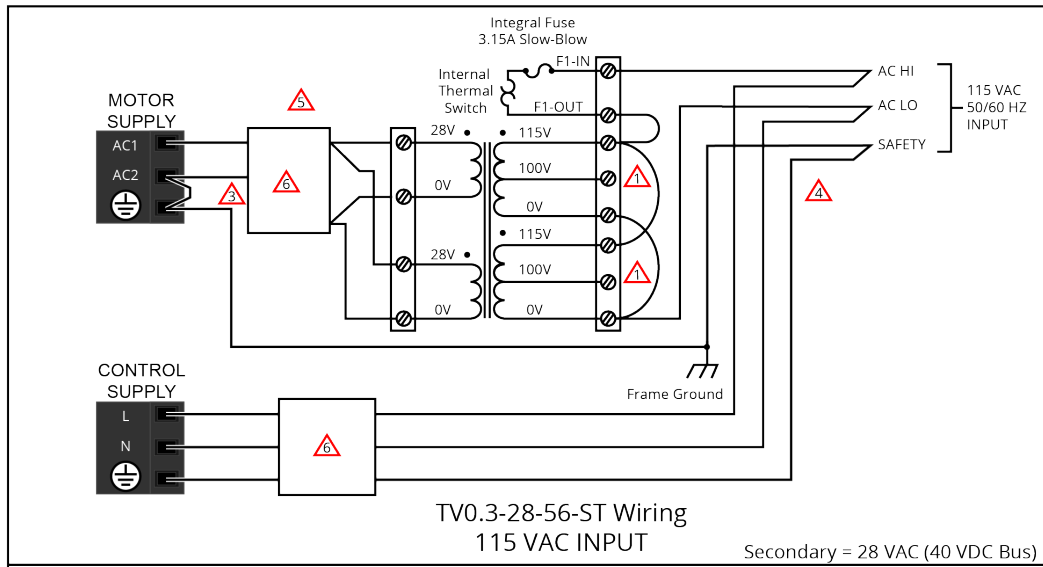 Integral Fuse
3.15A Slow-Blow
F1-IN
Internal
Thermal
Switch
F1-OUT
AC HI
AC LO
SAFETY
115 VAC
50/60 HZ
INPUT
MOTOR
SUPPLY
AC1
AC2
5
3
6
28V
0V
28V
0V
115V
100V
0V
115V
100V
0V
1
1
4
Frame Ground
CONTROL
SUPPLY
L
N
6
TV0.3-28-56-ST Wiring
115 VAC INPUT
Secondary = 28 VAC (40 VDC Bus)